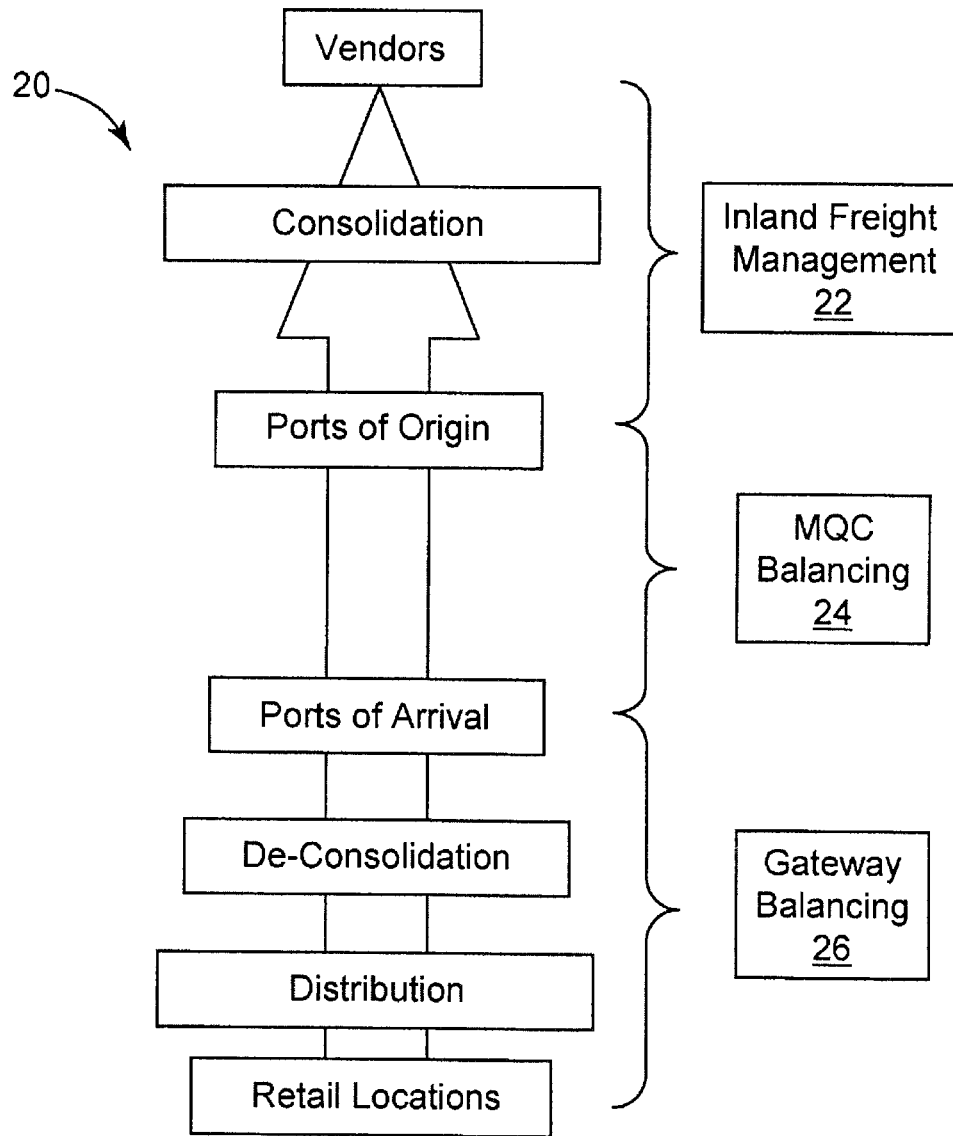 Vendors
20
Consolidation
Inland Freight
Management
22
Ports of Origin
MQC
Balancing
24
Ports of Arrival
De-Consolidation
Gateway
Balancing
26
Distribution
Retail Locations